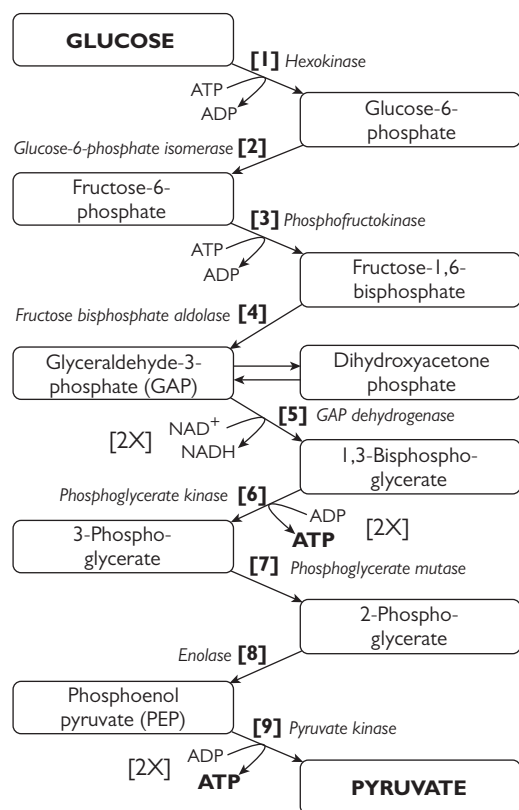 GLUCOSE
[1] Hexokinase
ATP
ADP
Glucose-6-
phosphate
Glucose-6-phosphate isomerase [2]
Fructose-6-
phosphate
[3] Phosphofructokinase
ATP
ADP
Fructose-1,6-
bisphosphate
Fructose bisphosphate aldolase [4]
Glyceraldehyde-3-
phosphate (GAP)
Dihydroxyacetone
phosphate
[5] GAP dehydrogenase
[2X]
NAD+
NADH
1,3-Bisphospho-
glycerate
Phosphoglycerate kinase [6]
ADP
ATP
[2X]
3-Phospho-
glycerate
[7] Phosphoglycerate mutase
2-Phospho-
glycerate
Enolase [8]
Phosphoenol
pyruvate (PEP)
[9] Pyruvate kinase
[2X]
ADP
ATP
PYRUVATE